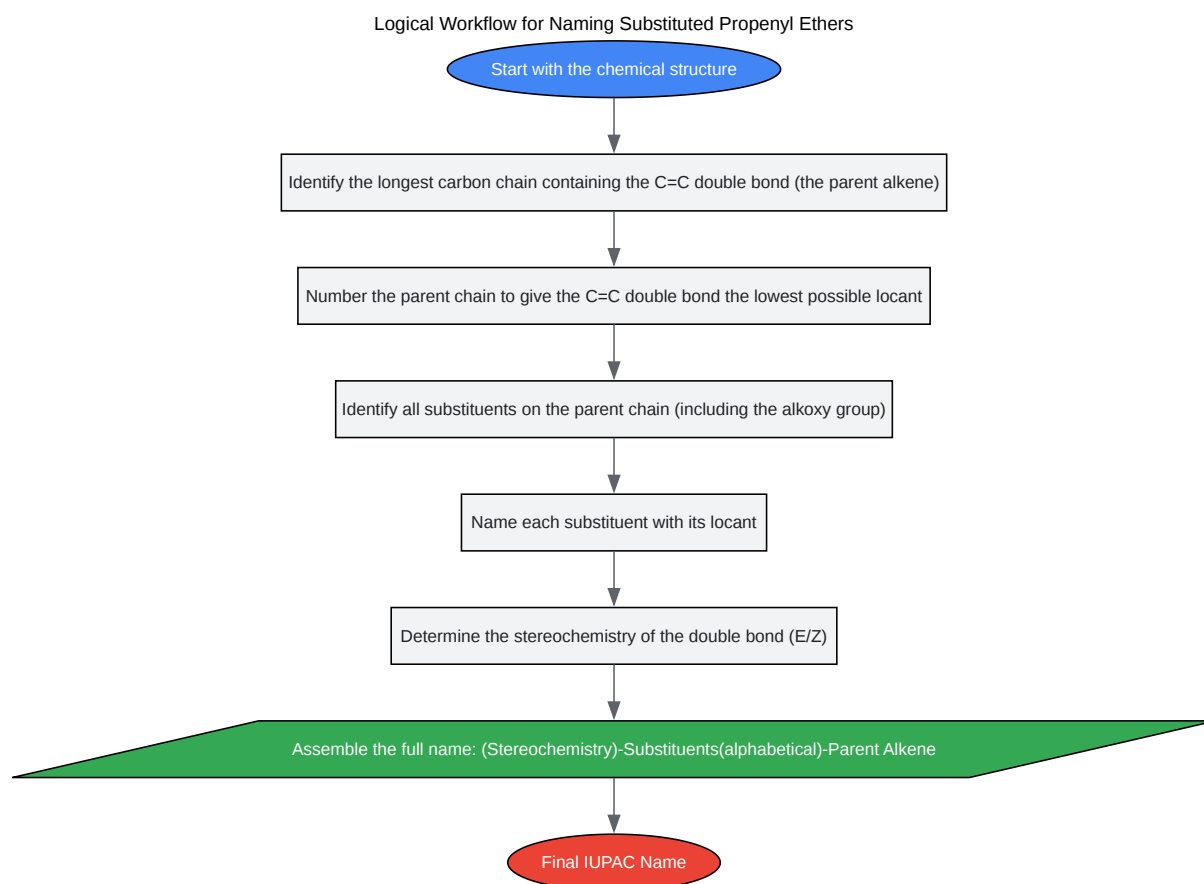 Logical Workflow for Naming Substituted Propenyl Ethers
Start with the chemical structure
Identify the longest carbon chain containing the C=C double bond (the parent alkene)
Number the parent chain to give the C=C double bond the lowest possible locant
Identify all substituents on the parent chain (including the alkoxy group)
Name each substituent with its locant
Determine the stereochemistry of the double bond (E/Z)
Assemble the full name: (Stereochemistry)-Substituents(alphabetical)-Parent Alkene
Final IUPAC Name